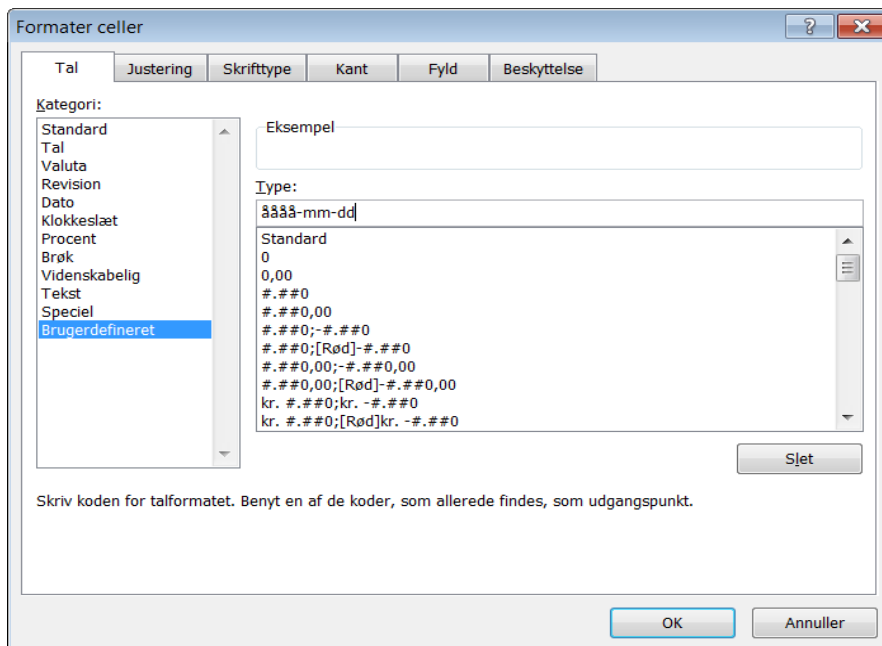 Formater celler
Tal Justering Skrifttype Kant Fyld Beskyttelse
Kategori:
Standard
Tal
Valuta
Revision
Dato
Klokkeslæt
Procent
Brøk
Videnskabelig
Tekst
Speciel
Brugerdefineret
Eksempel
Type:
åååå-mm-dd
Standard
0
0,00
#.##0
#.##0,00
#.##0;-#.##0
#.##0;[Rød]-#.##0
#.##0,00;-#.##0,00
#.##0,00;[Rød]-#.##0,00
kr. #.##0;kr. -#.##0
kr. #.##0;[Rød]kr. -#.##0
Slet
Skriv koden for talformatet. Benyt en af de koder, som allerede findes, som udgangspunkt.
OK Annuller